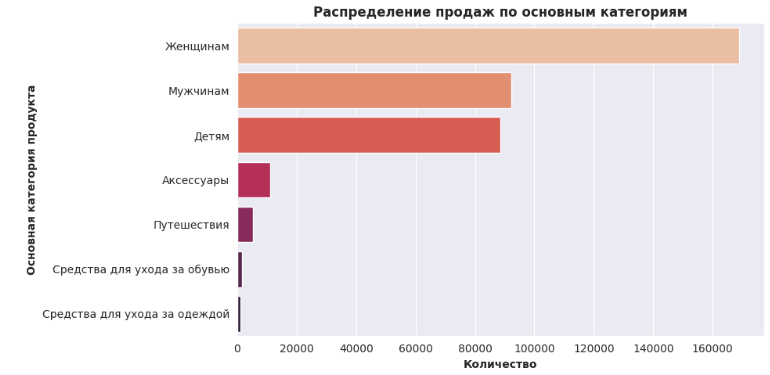 Распределение продаж по основным категориям
Основная категория продукта
Женщинам
Мужчинам
Детям
Аксессуары
Путешествия
Средства для ухода за обувью
Средства для ухода за одеждой
0 20000 40000 60000 80000 100000 120000 140000 160000
Количество